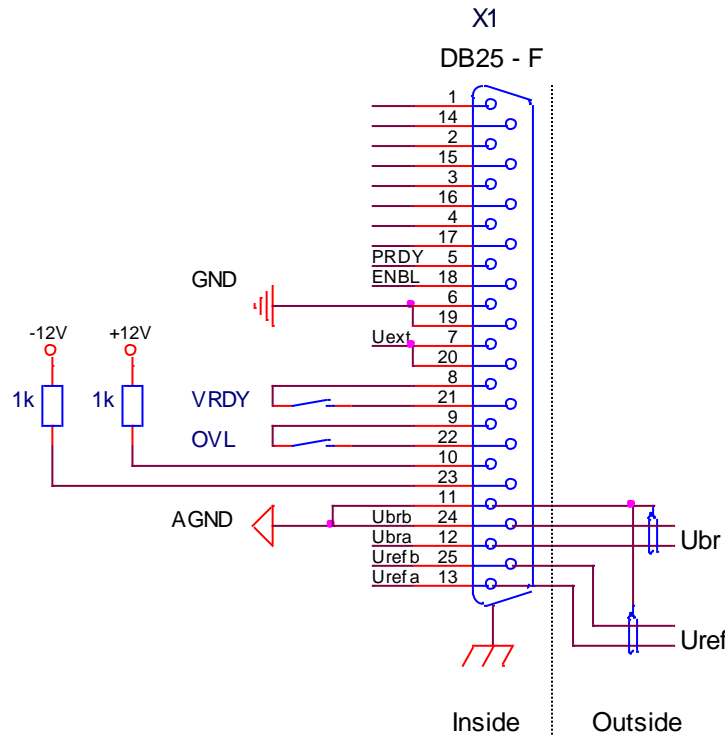 X1
DB25 - F
1
14
2
15
3
16
4
17
PRDY 5
ENBL 18
GND 6
19
Uext 7
20
-12V +12V
8
1k 1k VRDY 21
9
OVL 22
10
23
11
AGND Ubrb 24
Ubra 12 Ubr
Urefb 25
Urefa 13
Uref
Inside Outside